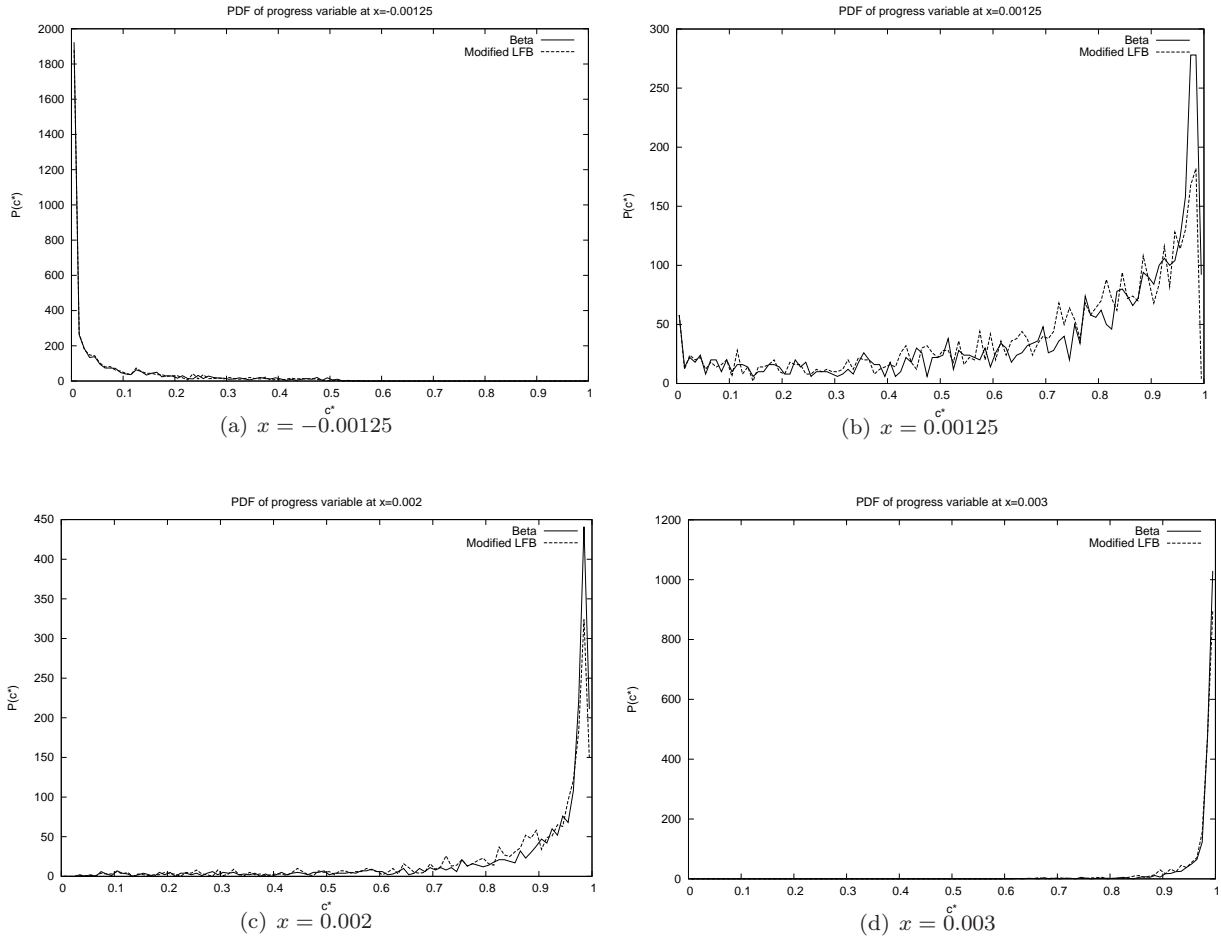 PDF of progress variable at x=-0.00125
2000
1800
1600
1400
1200
1000
800
600
400
200
0
P(c*)
Beta
Modified LFB
0 0.1 0.2 0.3 0.4 0.5 0.6 0.7 0.8 0.9 1
c*
(a) x = −0.00125
PDF of progress variable at x=0.00125
300
250
200
150
100
50
0
P(c*)
Beta
Modified LFB
0 0.1 0.2 0.3 0.4 0.5 0.6 0.7 0.8 0.9 1
c*
(b) x = 0.00125
PDF of progress variable at x=0.002
450
400
350
300
250
200
150
100
50
0
P(c*)
Beta
Modified LFB
0 0.1 0.2 0.3 0.4 0.5 0.6 0.7 0.8 0.9 1
c*
(c) x = 0.002
PDF of progress variable at x=0.003
1200
1000
800
600
400
200
0
P(c*)
Beta
Modified LFB
0 0.1 0.2 0.3 0.4 0.5 0.6 0.7 0.8 0.9 1
c*
(d) x = 0.003